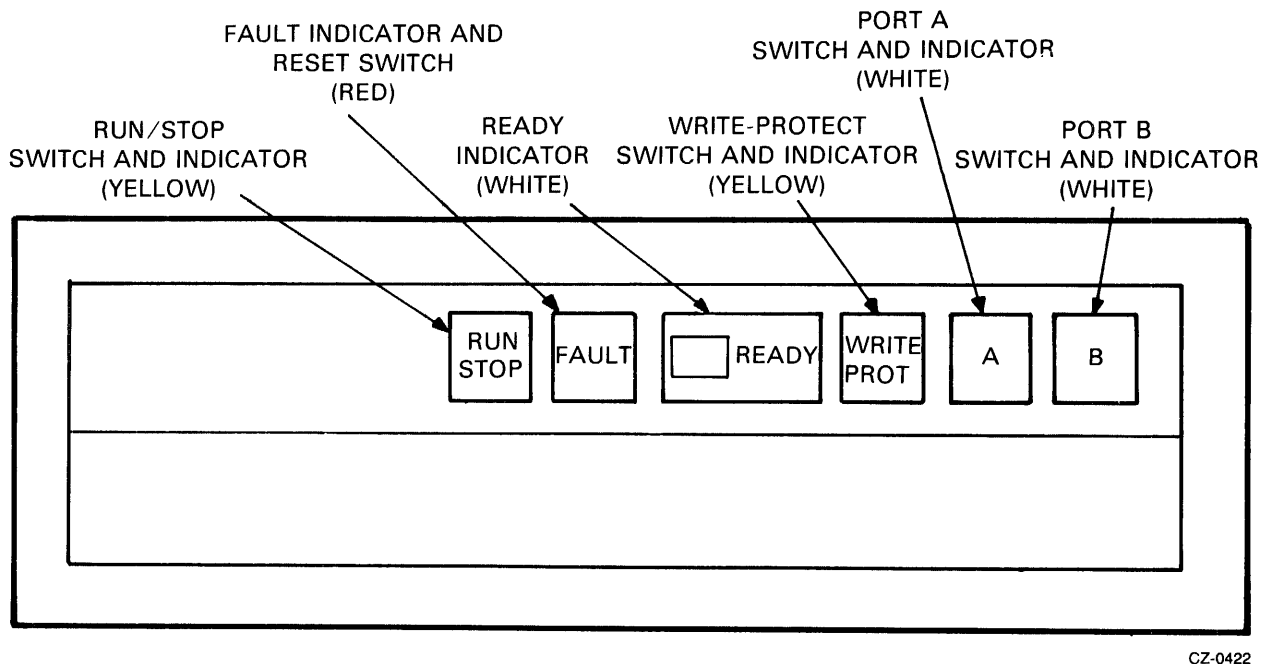 FAULT INDICATOR AND
RESET SWITCH
(RED)
PORT A
SWITCH AND INDICATOR
(WHITE)
RUN/STOP
SWITCH AND INDICATOR
(YELLOW)
READY
INDICATOR
(WHITE)
WRITE-PROTECT
SWITCH AND INDICATOR
(YELLOW)
PORT B
SWITCH AND INDICATOR
(WHITE)
RUN
STOP
FAULT
READY
WRITE
PROT
A
B
CZ-0422